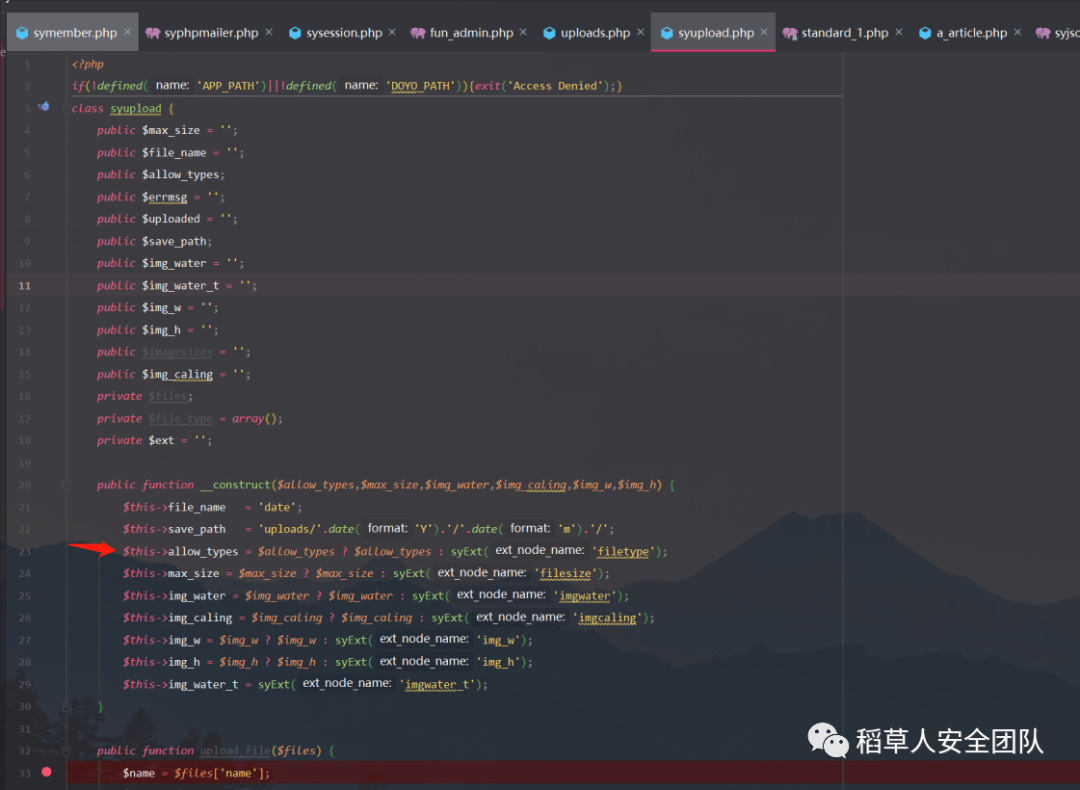 symember.php × syphpmailer.php × sysession.php × fun_admin.php × uploads.php × syupload.php × standard_1.php × a_article.php × syjso
1 <?php
2 if(!defined( name: 'APP_PATH')||!defined( name: 'DOYO_PATH')){exit('Access Denied');}
3 class syupload {
4 public $max_size = '';
5 public $file_name = '';
6 public $allow_types;
7 public $errmsg = '';
8 public $uploaded = '';
9 public $save_path;
10 public $img_water = '';
11 public $img_water_t = '';
12 public $img_w = '';
13 public $img_h = '';
14 public $imagesizes = '';
15 public $img_caling = '';
16 private $files;
17 private $file_type = array();
18 private $ext = '';
19
20 public function __construct($allow_types,$max_size,$img_water,$img_caling,$img_w,$img_h) {
21 $this->file_name = 'date';
22 $this->save_path = 'uploads/'.date( format: 'Y').'/'.date( format: 'm').'/';
23 $this->allow_types = $allow_types ? $allow_types : syExt( ext_node_name: 'filetype');
24 $this->max_size = $max_size ? $max_size : syExt( ext_node_name: 'filesize');
25 $this->img_water = $img_water ? $img_water : syExt( ext_node_name: 'imgwater');
26 $this->img_caling = $img_caling ? $img_caling : syExt( ext_node_name: 'imgcaling');
27 $this->img_w = $img_w ? $img_w : syExt( ext_node_name: 'img_w');
28 $this->img_h = $img_h ? $img_h : syExt( ext_node_name: 'img_h');
29 $this->img_water_t = syExt( ext_node_name: 'imgwater_t');
30 }
31
32 public function upload_file($files) {
33 $name = $files['name'];
稻草人安全团队